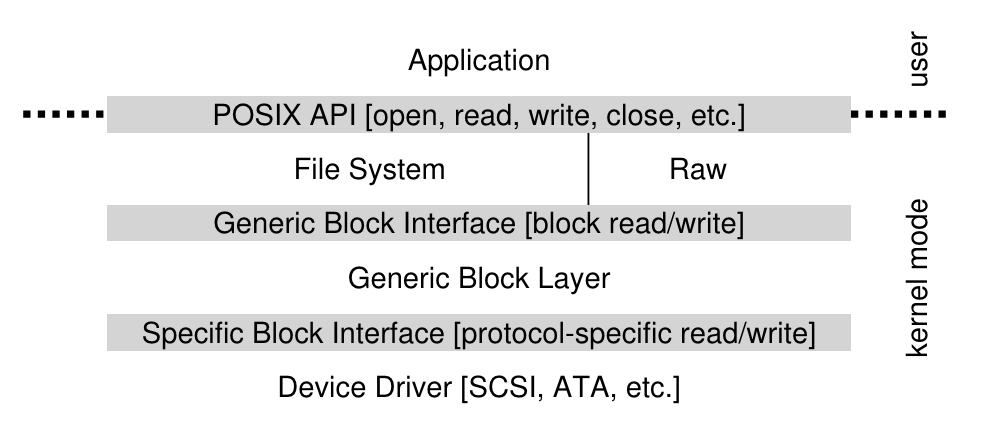 Application
user
POSIX API [open, read, write, close, etc.]
File System
Raw
Generic Block Interface [block read/write]
Generic Block Layer
kernel mode
Specific Block Interface [protocol-specific read/write]
Device Driver [SCSI, ATA, etc.]